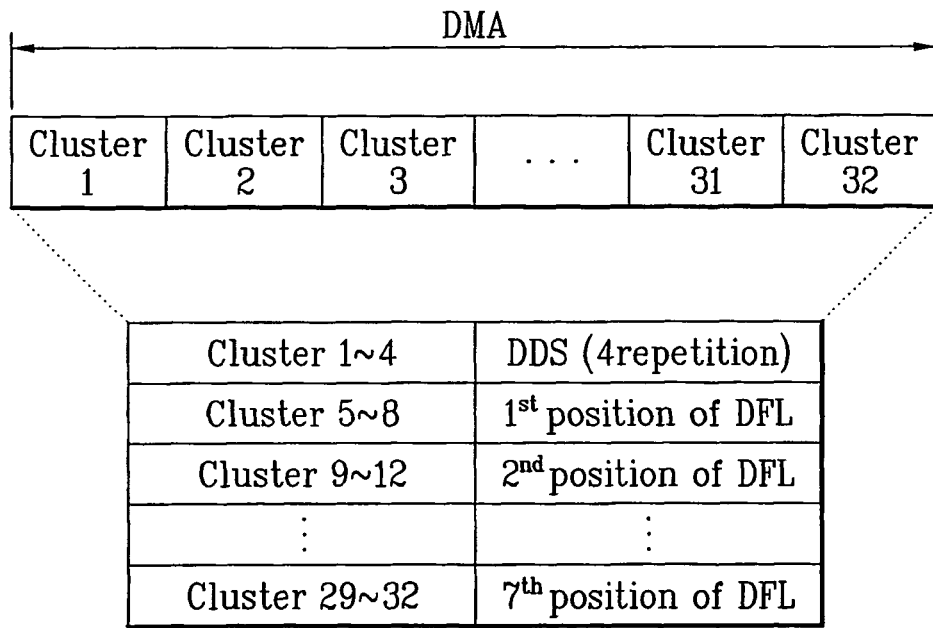 DMA
Cluster 1
Cluster 2
Cluster 3
. . .
Cluster 31
Cluster 32
Cluster 1~4 DDS (4repetition)
Cluster 5~8 1st position of DFL
Cluster 9~12 2nd position of DFL
⋮ ⋮
Cluster 29~32 7th position of DFL